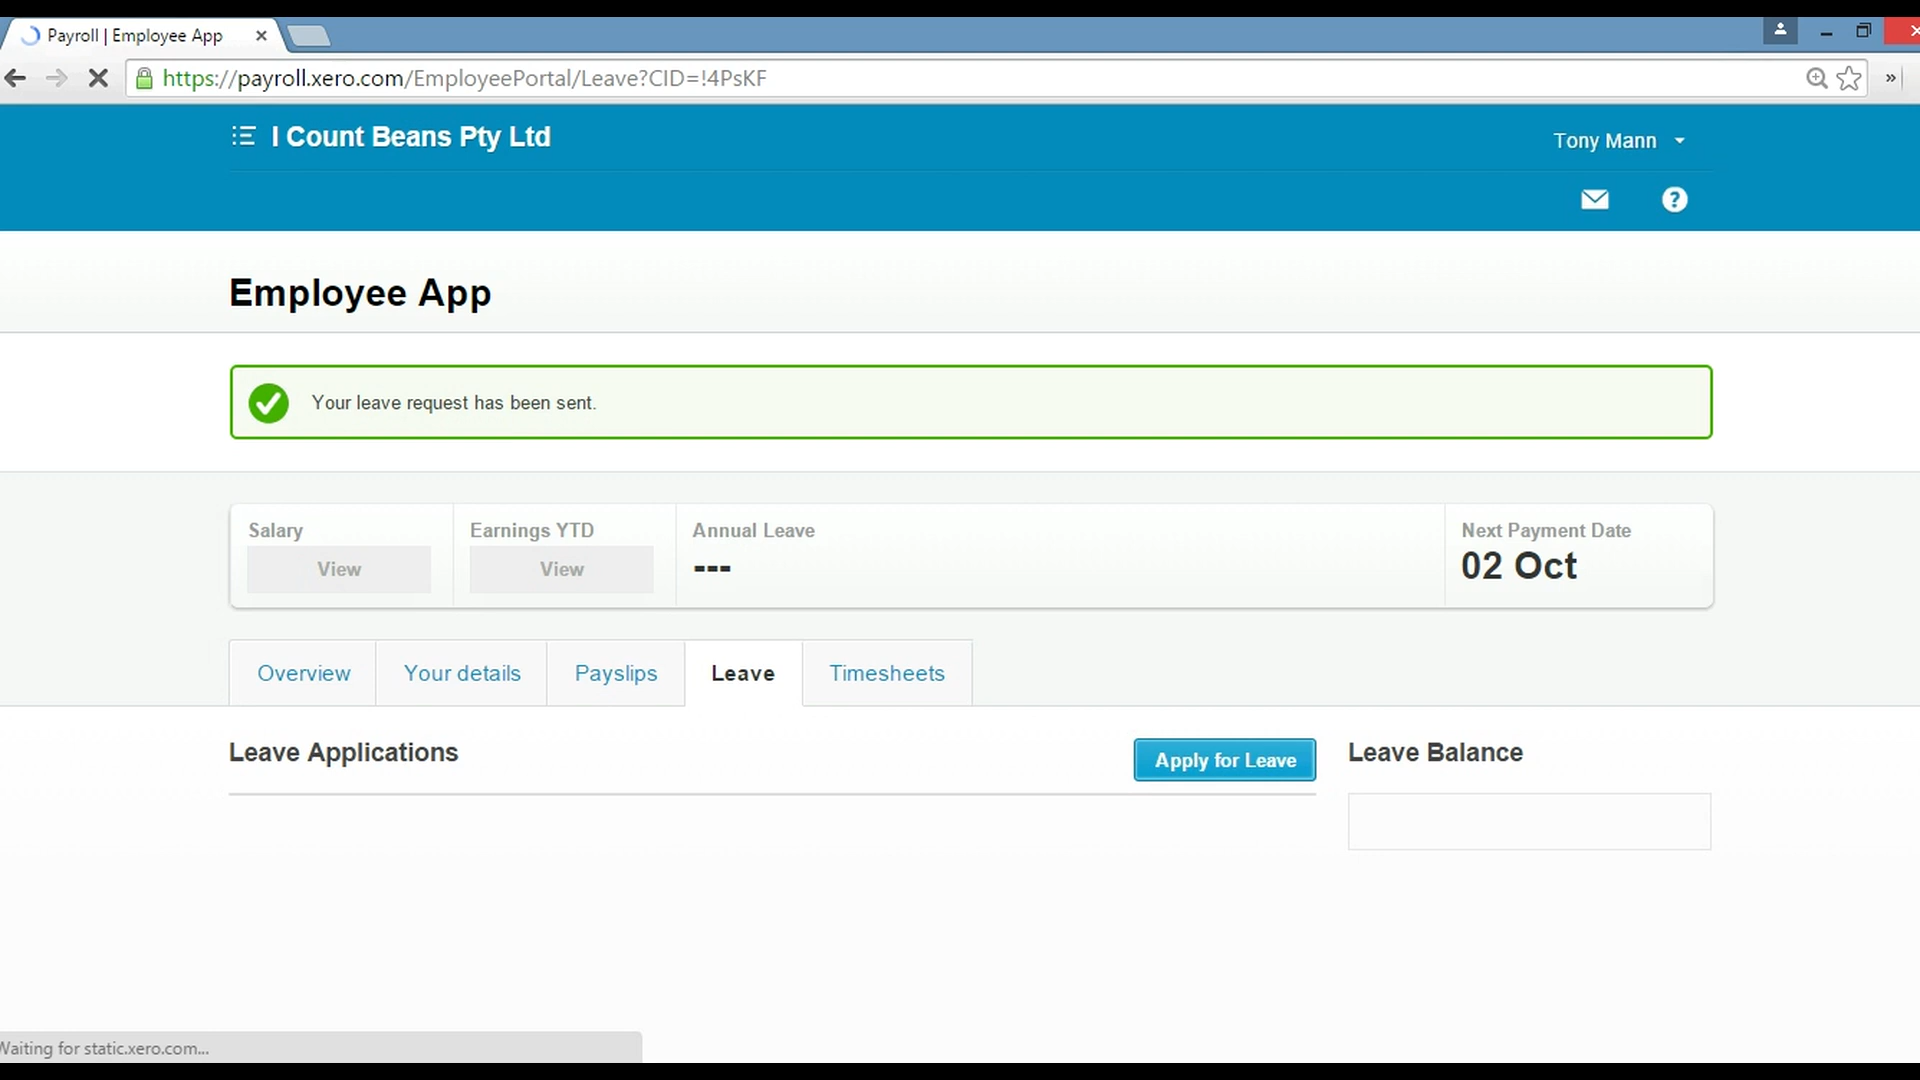 Payroll | Employee App
https://payroll.xero.com/EmployeePortal/Leave?CID=!4PsKF
I Count Beans Pty Ltd
Tony Mann
Employee App
Your leave request has been sent.
Salary
View
Earnings YTD
View
Annual Leave
---
Next Payment Date
02 Oct
Overview
Your details
Payslips
Leave
Timesheets
Leave Applications
Apply for Leave
Leave Balance
Waiting for static.xero.com...